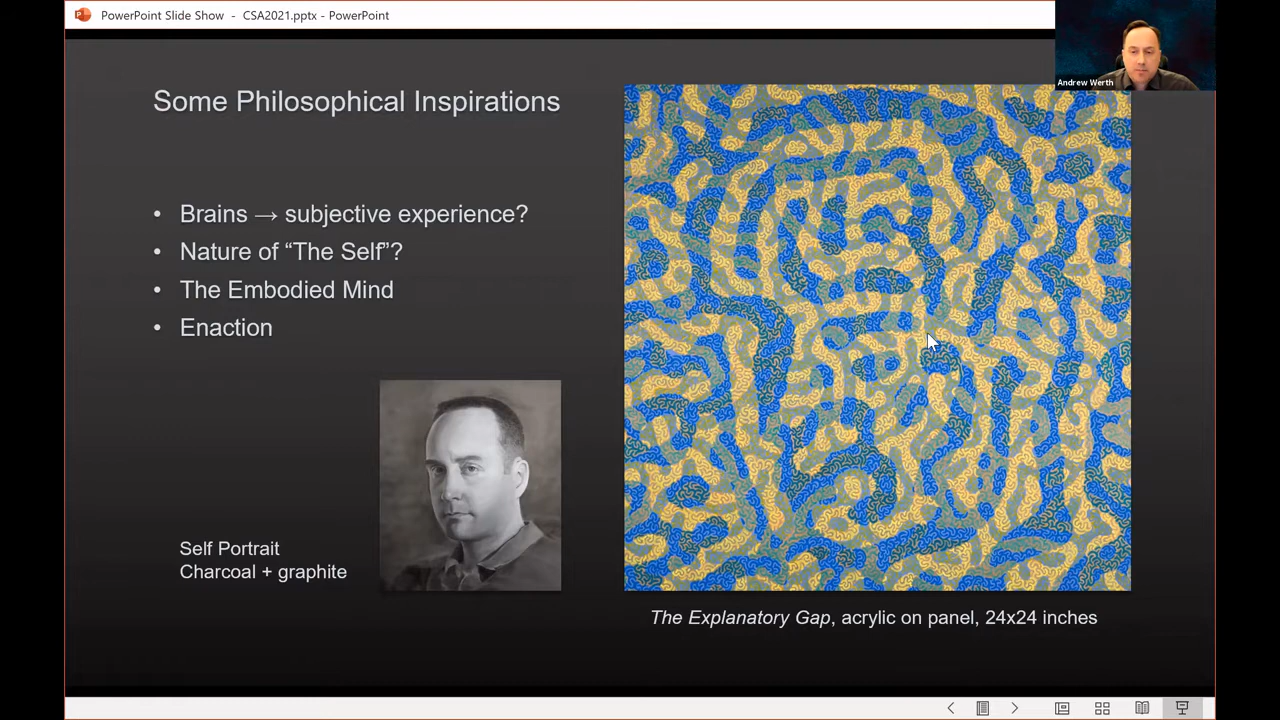 PowerPoint Slide Show - CSA2021.pptx - PowerPoint
Andrew Werth
Some Philosophical Inspirations
• Brains → subjective experience?
• Nature of “The Self”?
• The Embodied Mind
• Enaction
Self Portrait
Charcoal + graphite
The Explanatory Gap, acrylic on panel, 24x24 inches